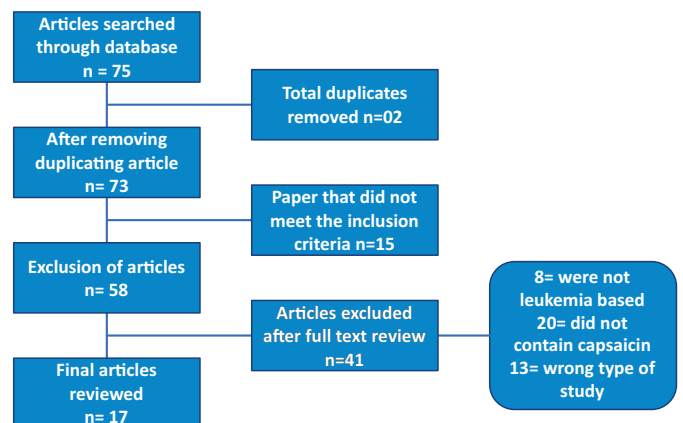 Articles searched
through database
n = 75
Total duplicates
removed n=02
After removing
duplicating article
n= 73
Paper that did not
meet the inclusion
criteria n=15
Exclusion of articles
n= 58
Articles excluded
after full text review
n=41
8= were not
leukemia based
20= did not
contain capsaicin
13= wrong type of
study
Final articles
reviewed
n= 17